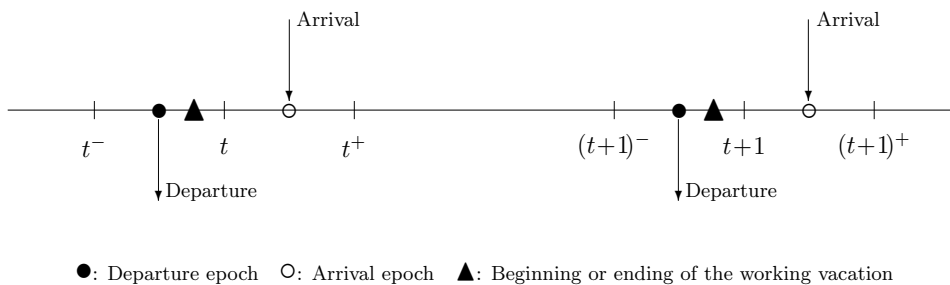 Arrival Arrival
t⁻ t t⁺ (t+1)⁻ t+1 (t+1)⁺
Departure Departure
●: Departure epoch ○: Arrival epoch ▲: Beginning or ending of the working vacation